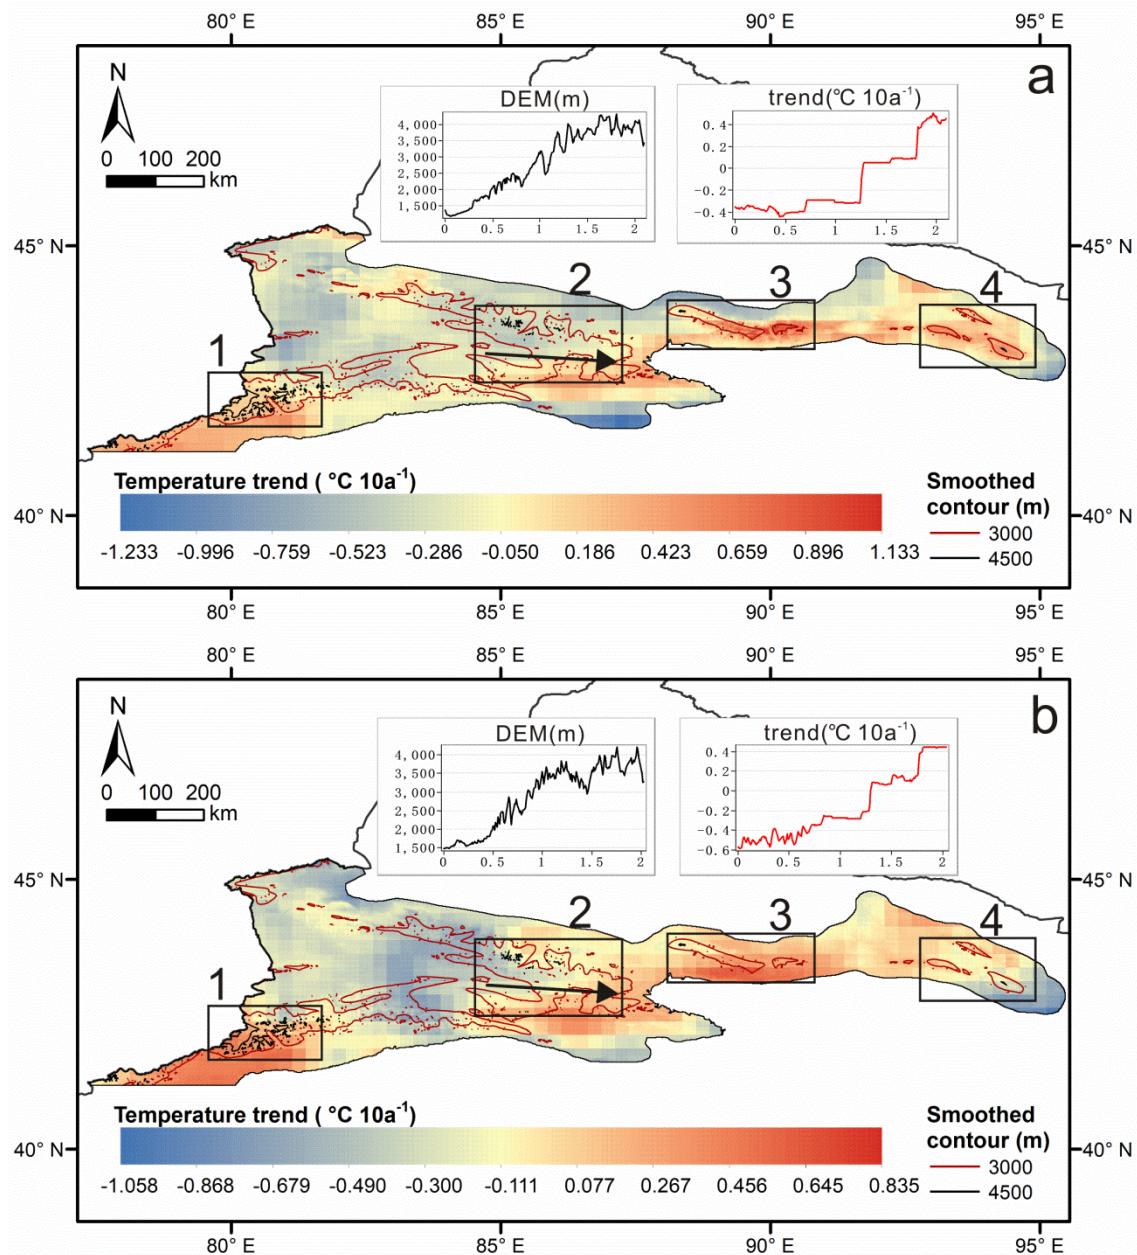 80° E 85° E 90° E 95° E
a
N
0 100 200
km
DEM(m)
4, 000
3, 500
3, 000
2, 500
2, 000
1, 500
0 0. 5 1 1. 5 2
trend(°C 10a⁻¹)
0. 4
0. 2
0
-0. 2
-0. 4
0 0. 5 1 1. 5 2
45° N 45° N
1
2
3
4
Temperature trend ( °C 10a⁻¹)
-1.233 -0.996 -0.759 -0.523 -0.286 -0.050 0.186 0.423 0.659 0.896 1.133
Smoothed
contour (m)
3000
4500
40° N 40° N
80° E 85° E 90° E 95° E
80° E 85° E 90° E 95° E
b
N
0 100 200
km
DEM(m)
4, 000
3, 500
3, 000
2, 500
2, 000
1, 500
0 0. 5 1 1. 5 2
trend(°C 10a⁻¹)
0. 4
0. 2
0
-0. 2
-0. 4
-0. 6
0 0. 5 1 1. 5 2
45° N 45° N
1
2
3
4
Temperature trend ( °C 10a⁻¹)
-1.058 -0.868 -0.679 -0.490 -0.300 -0.111 0.077 0.267 0.456 0.645 0.835
Smoothed
contour (m)
3000
4500
40° N 40° N
80° E 85° E 90° E 95° E